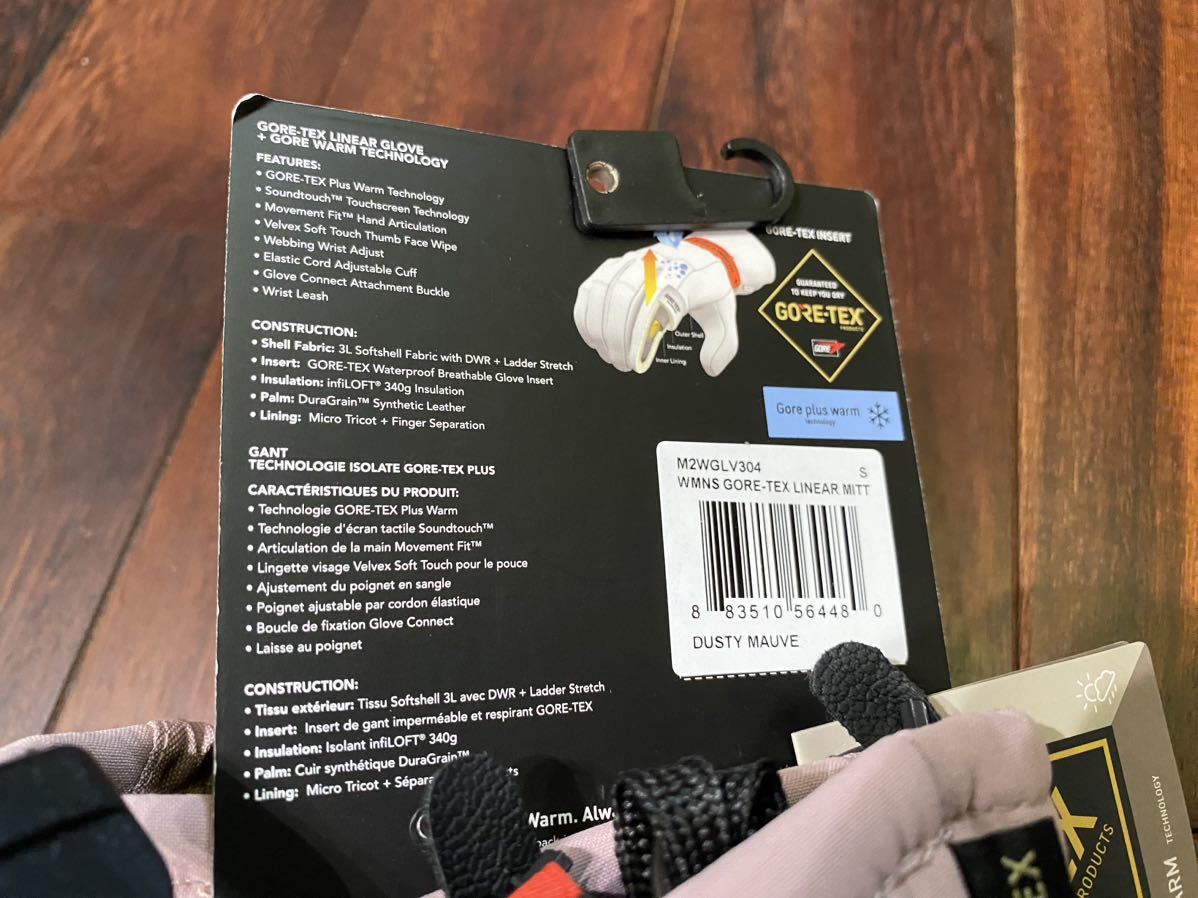 GORE-TEX LINEAR GLOVE
+ GORE WARM TECHNOLOGY
FEATURES:
• GORE-TEX Plus Warm Technology
• Soundtouch™ Touchscreen Technology
• Movement Fit™ Hand Articulation
• Velvex Soft Touch Thumb Face Wipe
• Webbing Wrist Adjust
• Elastic Cord Adjustable Cuff
• Glove Connect Attachment Buckle
• Wrist Leash
CONSTRUCTION:
• Shell Fabric: 3L Softshell Fabric with DWR + Ladder Stretch
• Insert: GORE-TEX Waterproof Breathable Glove Insert
• Insulation: infiLOFT® 340g Insulation
• Palm: DuraGrain™ Synthetic Leather
• Lining: Micro Tricot + Finger Separation
GANT
TECHNOLOGIE ISOLATE GORE-TEX PLUS
CARACTÉRISTIQUES DU PRODUIT:
• Technologie GORE-TEX Plus Warm
• Technologie d'écran tactile Soundtouch™
• Articulation de la main Movement Fit™
• Lingette visage Velvex Soft Touch pour le pouce
• Ajustement du poignet en sangle
• Poignet ajustable par cordon élastique
• Boucle de fixation Glove Connect
• Laisse au poignet
CONSTRUCTION:
• Tissu extérieur: Tissu Softshell 3L avec DWR + Ladder Stretch
• Insert: Insert de gant imperméable et respirant GORE-TEX
• Insulation: Isolant infiLOFT® 340g
• Palm: Cuir synthétique DuraGrain™
• Lining: Micro Tricot +
Warm.
GORE-TEX INSERT
GORE-TEX
Outer Shell
Insulation
Inner Lining
GUARANTEED
TO KEEP YOU DRY
GORE-TEX
PRODUCTS
GORE
Gore plus warm
technology
M2WGLV304 S
WMNS GORE-TEX LINEAR MITT
8 83510 56448 0
DUSTY MAUVE
PRODUCTS
TECHNOLOGY